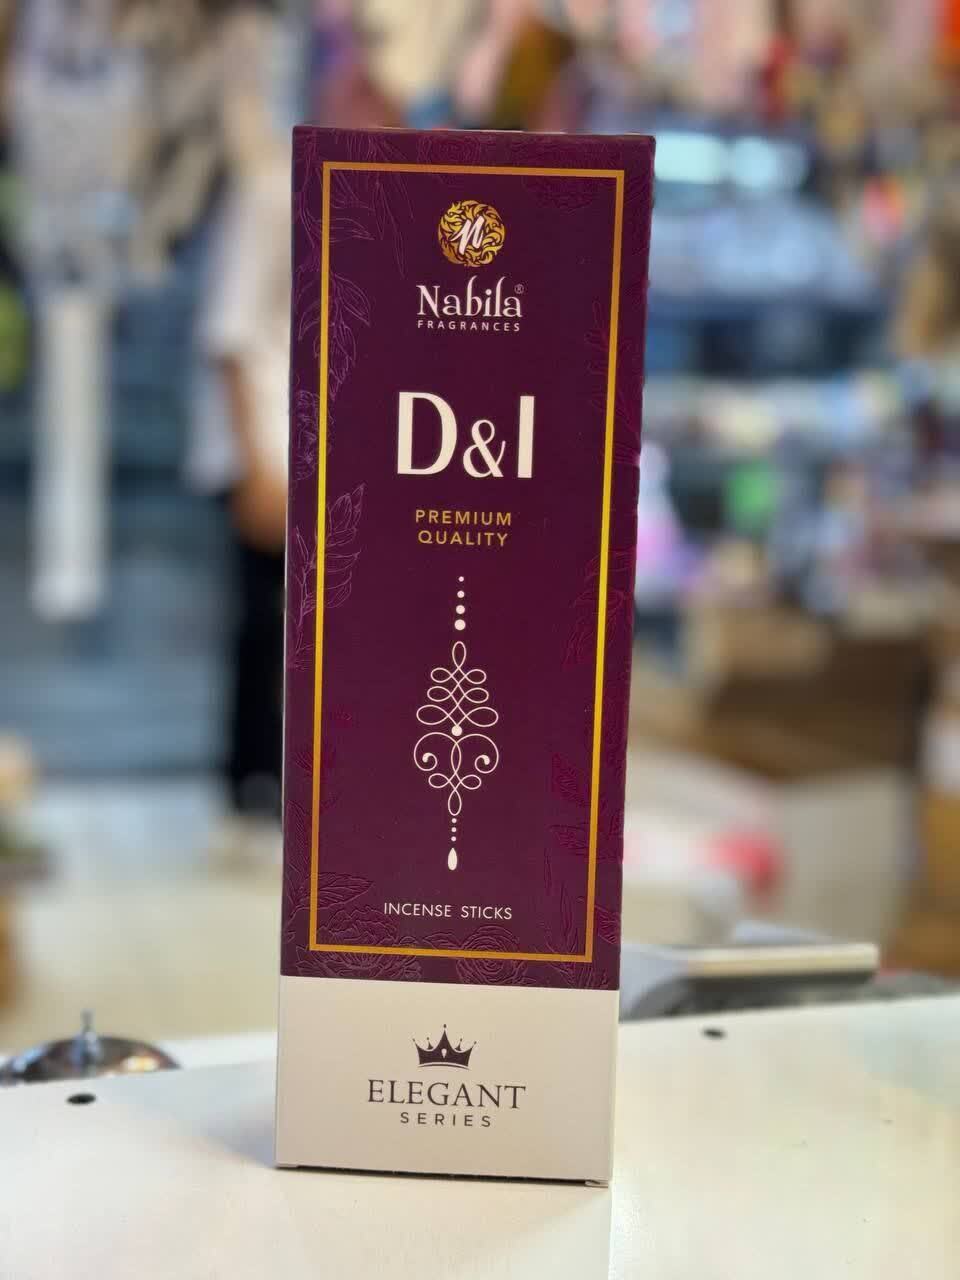 n
Nabila®
FRAGRANCES
D&I
PREMIUM
QUALITY
INCENSE STICKS
ELEGANT
SERIES